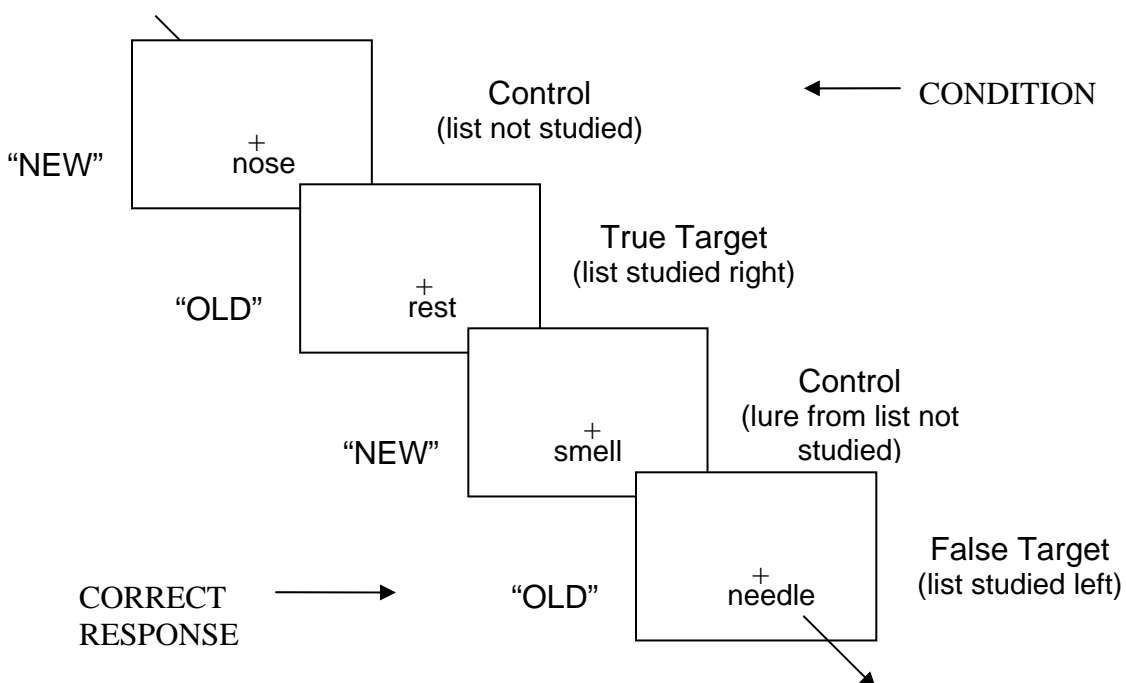 Control
(list not studied)
CONDITION
“NEW”
+
nose
True Target
(list studied right)
“OLD”
+
rest
Control
(lure from list not
studied)
“NEW”
+
smell
False Target
(list studied left)
CORRECT
RESPONSE
“OLD”
+
needle